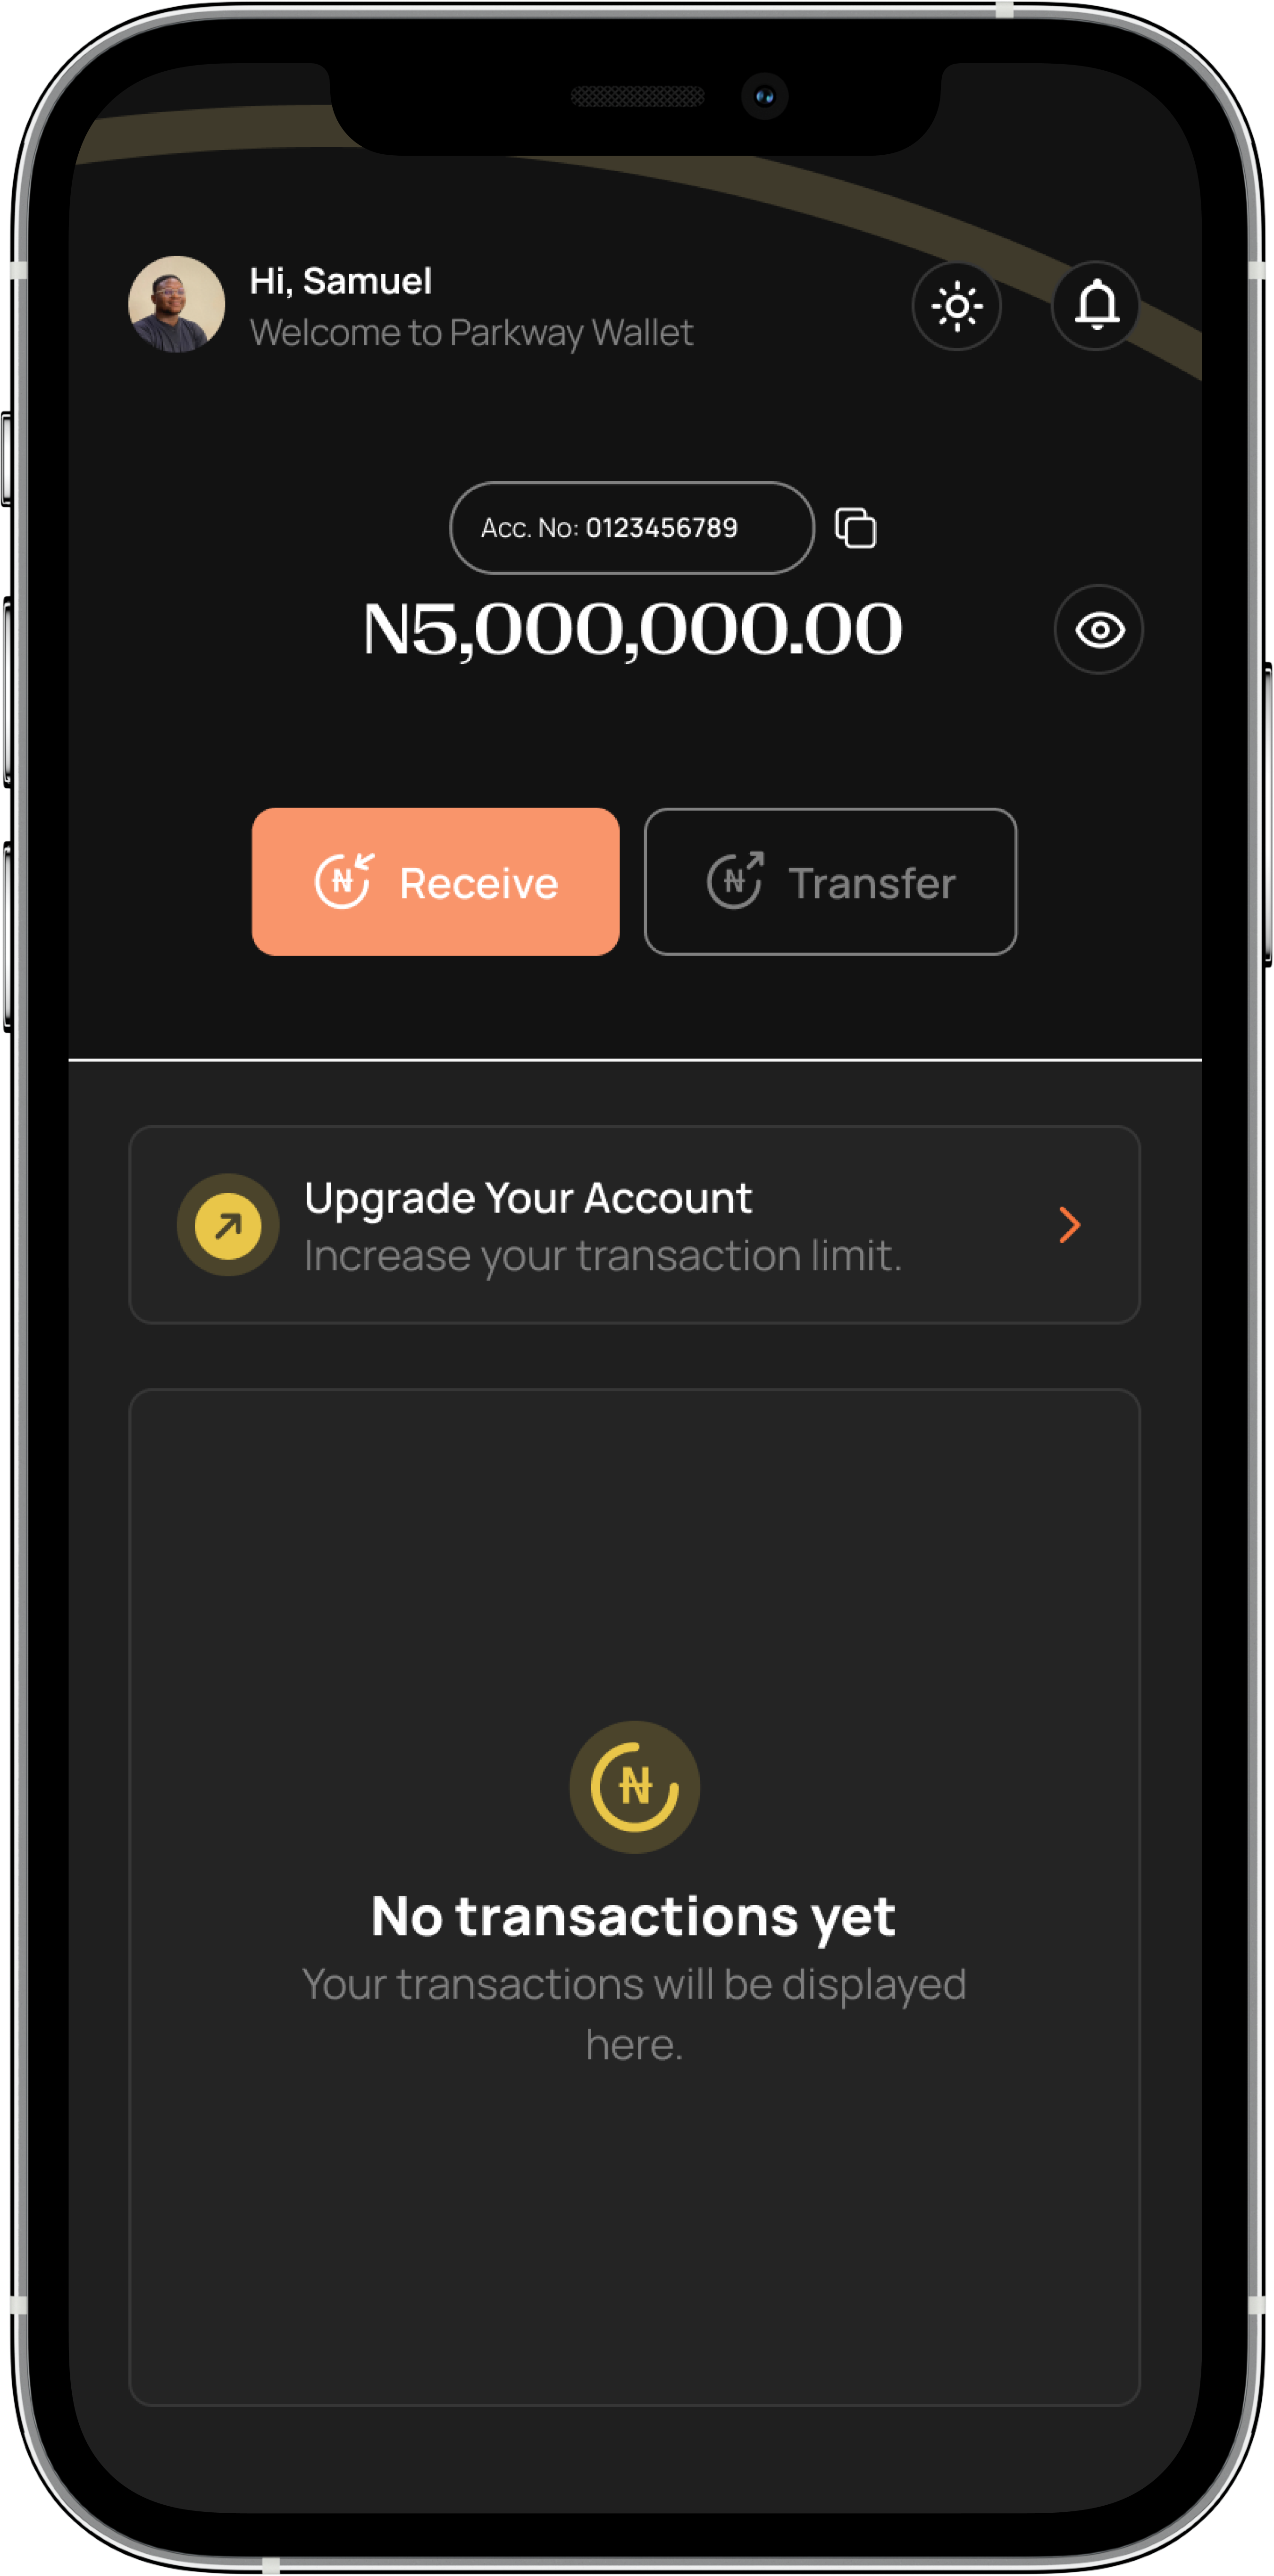 Hi, Samuel
Welcome to Parkway Wallet
Acc. No: 0123456789
N5,000,000.00
₦ Receive
₦ Transfer
Upgrade Your Account
Increase your transaction limit.
₦
No transactions yet
Your transactions will be displayed
here.